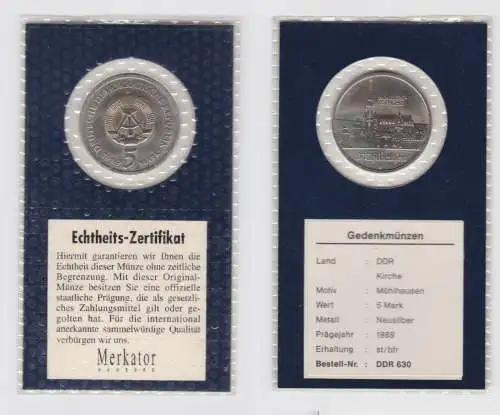 5
Echtheits-Zertifikat
Hiermit garantieren wir Ihnen die
Echtheit dieser Münze ohne zeitliche
Begrenzung. Mit dieser Original-
Münze besitzen Sie eine offizielle
staatliche Prägung, die als gesetzli-
ches Zahlungsmittel gilt oder ge-
golten hat. Für die international
anerkannte sammelwürdige Qualität
verbürgen wir uns.
Merkator
HAMBURG
Gedenkmünzen
Land : DDR
Kirche
Motiv : Mühlhausen
Wert : 5 Mark
Metall : Neusilber
Prägejahr : 1989
Erhaltung : st/bfr
Bestell-Nr. : DDR 630